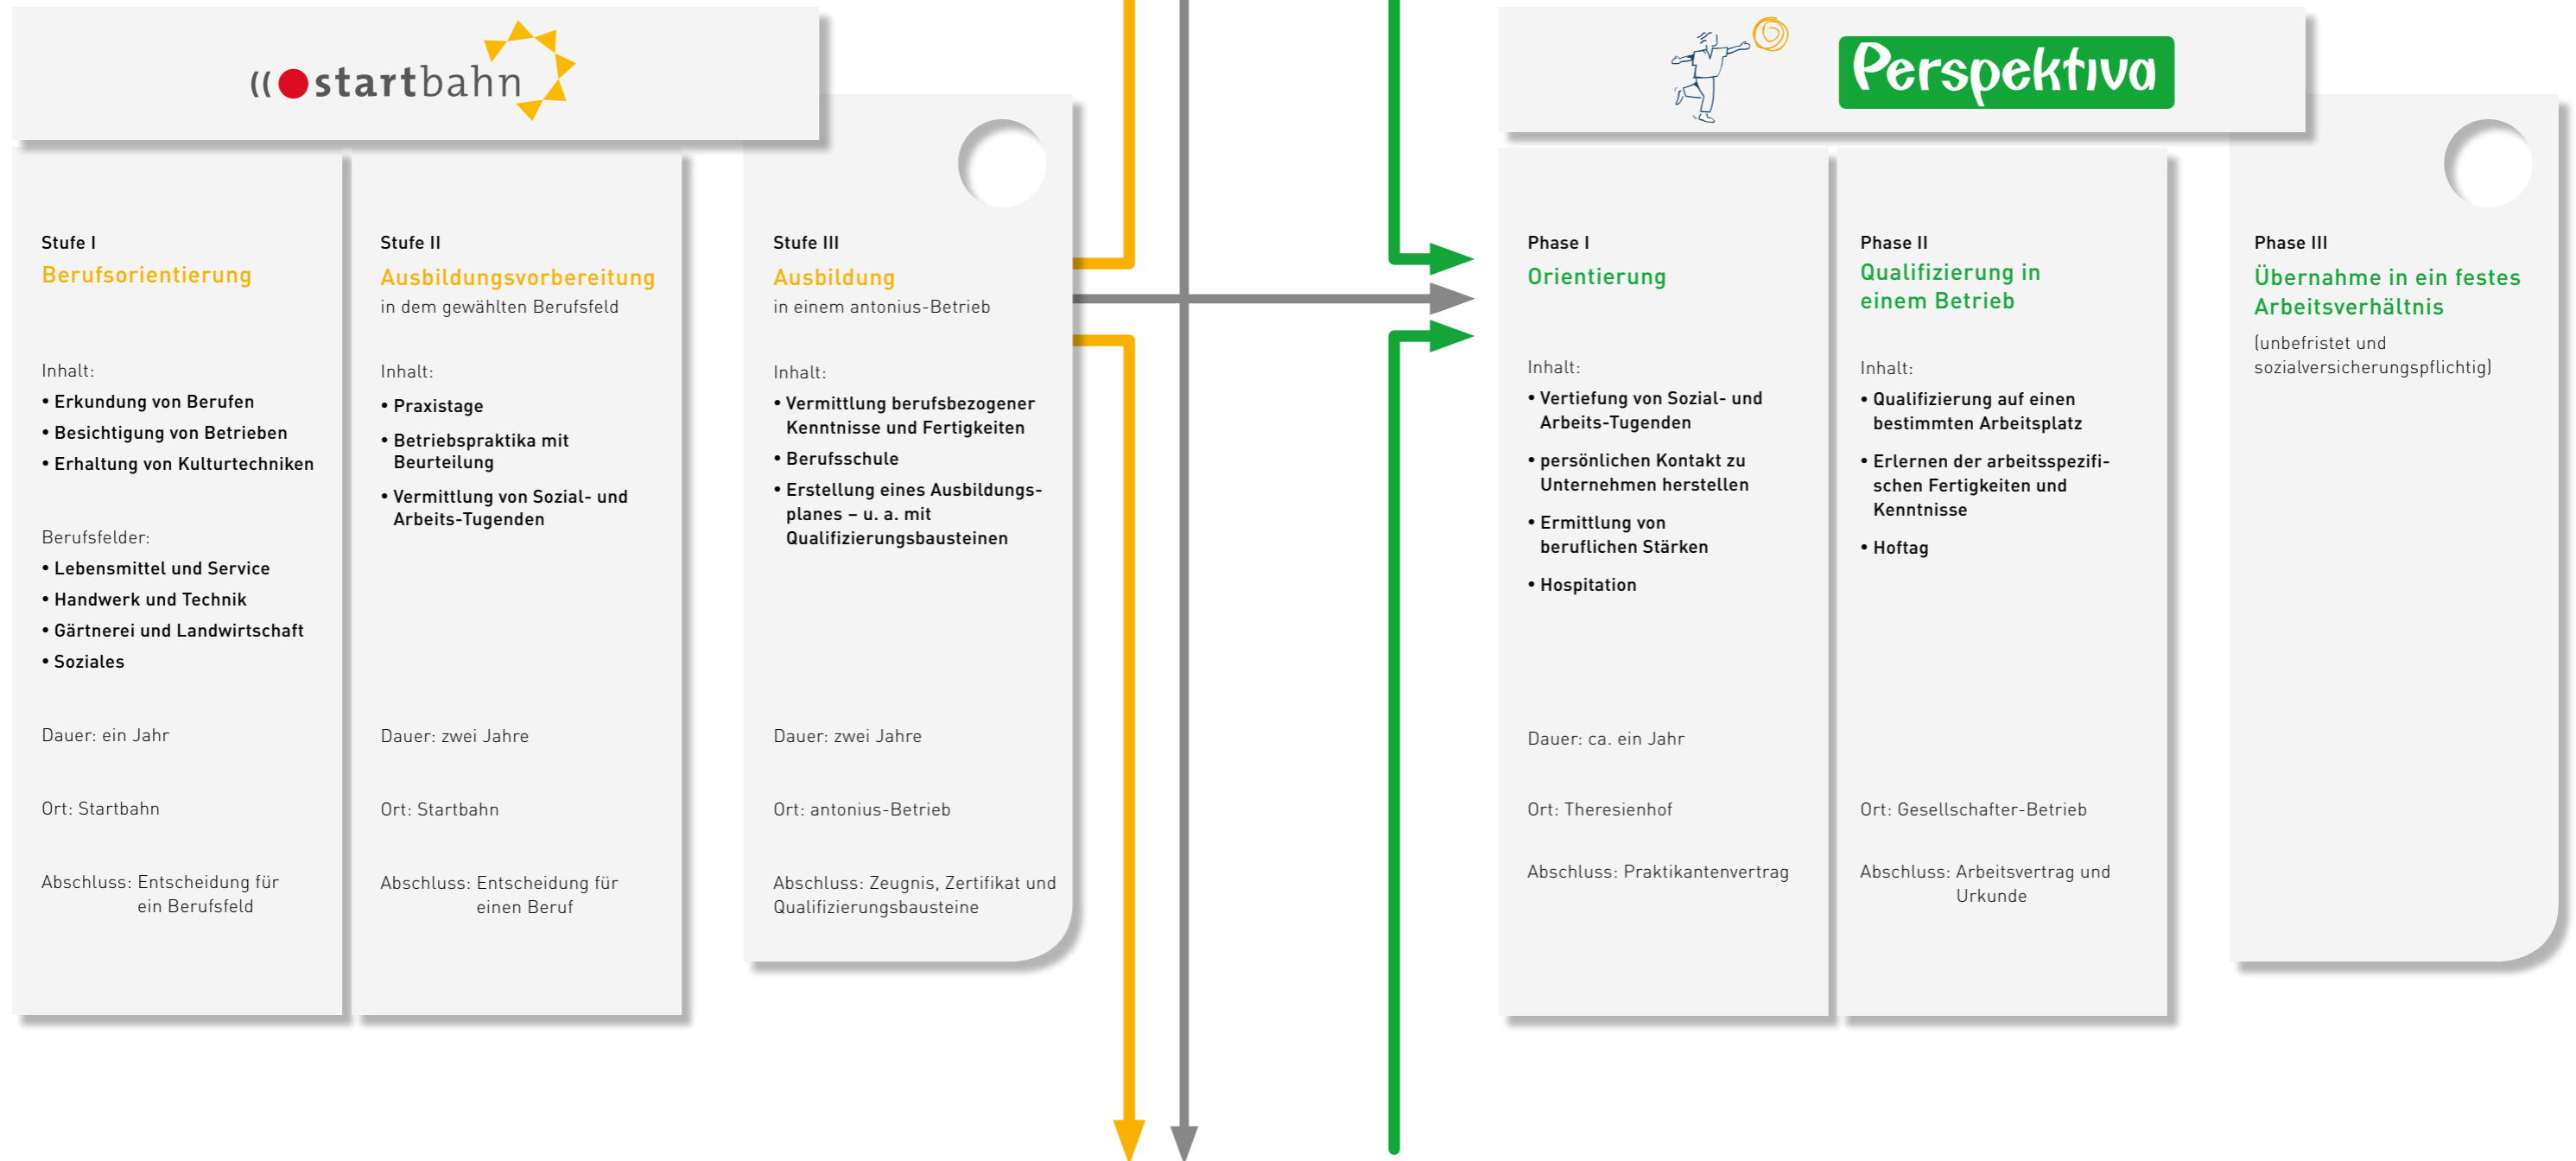 startbahn
Stufe I
Berufsorientierung
Inhalt:
• Erkundung von Berufen
• Besichtigung von Betrieben
• Erhaltung von Kulturtechniken
Berufsfelder:
• Lebensmittel und Service
• Handwerk und Technik
• Gärtnerei und Landwirtschaft
• Soziales
Dauer: ein Jahr
Ort: Startbahn
Abschluss: Entscheidung für
ein Berufsfeld
Stufe II
Ausbildungsvorbereitung
in dem gewählten Berufsfeld
Inhalt:
• Praxistage
• Betriebspraktika mit
Beurteilung
• Vermittlung von Sozial- und
Arbeits-Tugenden
Dauer: zwei Jahre
Ort: Startbahn
Abschluss: Entscheidung für
einen Beruf
Stufe III
Ausbildung
in einem antonius-Betrieb
Inhalt:
• Vermittlung berufsbezogener
Kenntnisse und Fertigkeiten
• Berufsschule
• Erstellung eines Ausbildungs-
planes – u. a. mit
Qualifizierungsbausteinen
Dauer: zwei Jahre
Ort: antonius-Betrieb
Abschluss: Zeugnis, Zertifikat und
Qualifizierungsbausteine
Perspektiva
Phase I
Orientierung
Inhalt:
• Vertiefung von Sozial- und
Arbeits-Tugenden
• persönlichen Kontakt zu
Unternehmen herstellen
• Ermittlung von
beruflichen Stärken
• Hospitation
Dauer: ca. ein Jahr
Ort: Theresienhof
Abschluss: Praktikantenvertrag
Phase II
Qualifizierung in
einem Betrieb
Inhalt:
• Qualifizierung auf einen
bestimmten Arbeitsplatz
• Erlernen der arbeitsspezifi-
schen Fertigkeiten und
Kenntnisse
• Hoftag
Ort: Gesellschafter-Betrieb
Abschluss: Arbeitsvertrag und
Urkunde
Phase III
Übernahme in ein festes
Arbeitsverhältnis
(unbefristet und
sozialversicherungspflichtig)